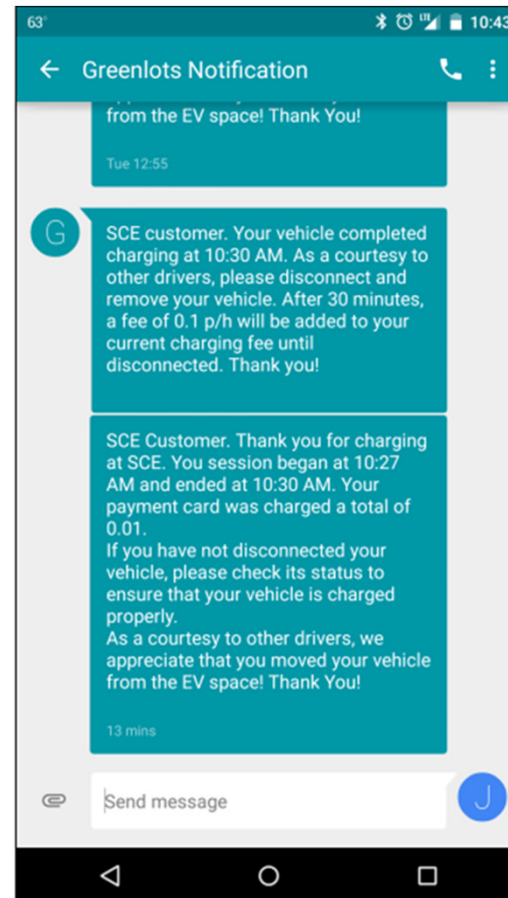 63°
LTE
10:43
Greenlots Notification
from the EV space! Thank You!
Tue 12:55
G
SCE customer. Your vehicle completed
charging at 10:30 AM. As a courtesy to
other drivers, please disconnect and
remove your vehicle. After 30 minutes,
a fee of 0.1 p/h will be added to your
current charging fee until
disconnected. Thank you!
SCE Customer. Thank you for charging
at SCE. You session began at 10:27
AM and ended at 10:30 AM. Your
payment card was charged a total of
0.01.
If you have not disconnected your
vehicle, please check its status to
ensure that your vehicle is charged
properly.
As a courtesy to other drivers, we
appreciate that you moved your vehicle
from the EV space! Thank You!
13 mins
Send message
J